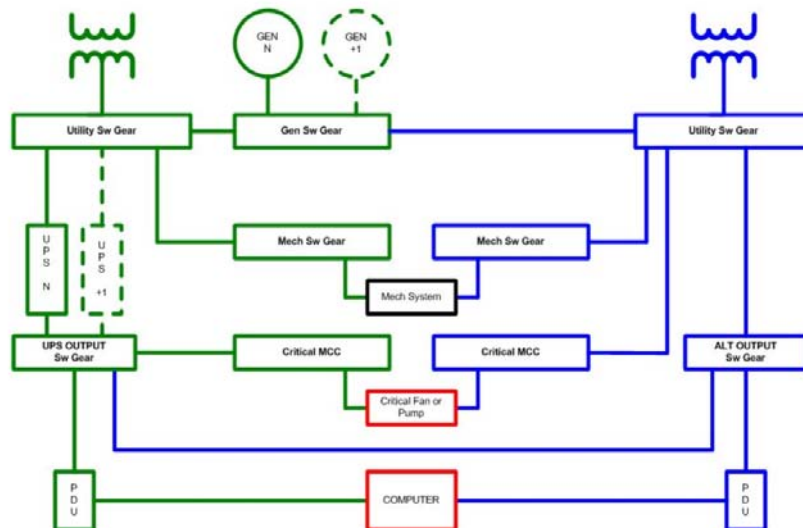 GEN
N
GEN
+1
Utility Sw Gear
Gen Sw Gear
Utility Sw Gear
U
P
S
N
U
P
S
+1
Mech Sw Gear
Mech Sw Gear
Mech System
UPS OUTPUT
Sw Gear
Critical MCC
Critical MCC
ALT OUTPUT
Sw Gear
Critical Fan or
Pump
P
D
U
COMPUTER
P
D
U